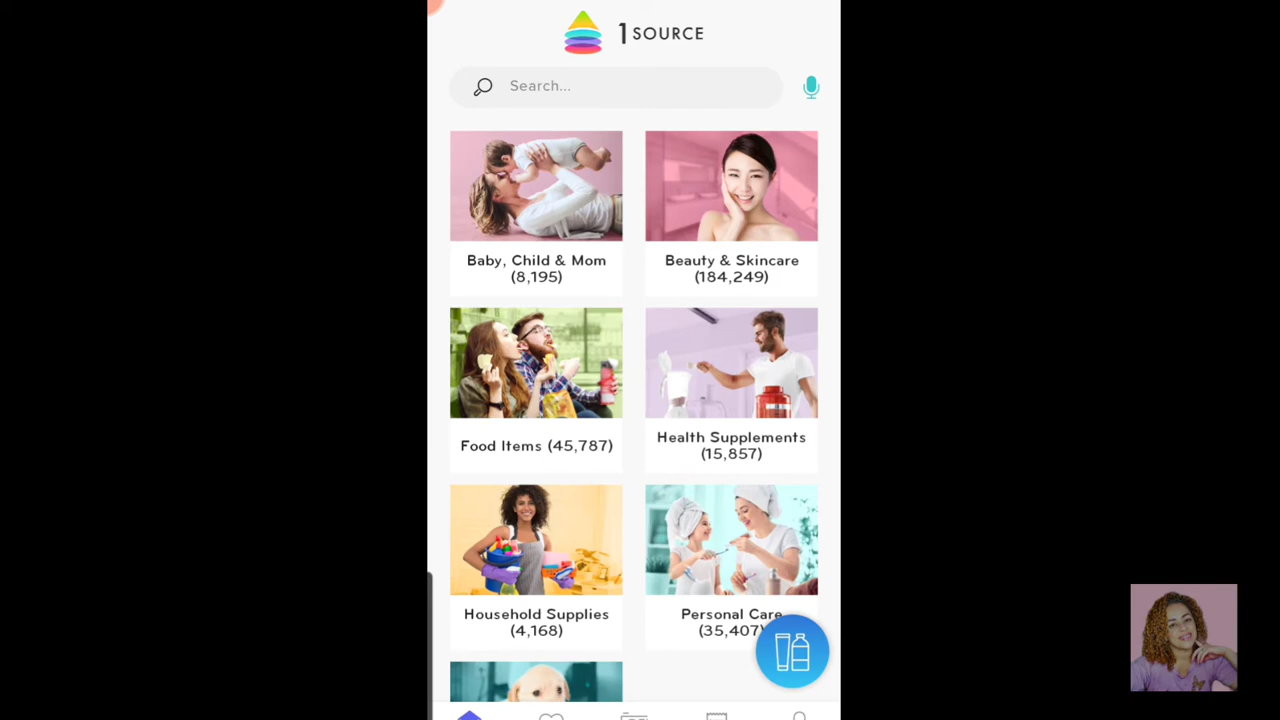 1 SOURCE
Search...
Baby, Child & Mom
(8,195)
Beauty & Skincare
(184,249)
Food Items (45,787)
Health Supplements
(15,857)
Household Supplies
(4,168)
Personal Care
(35,407)